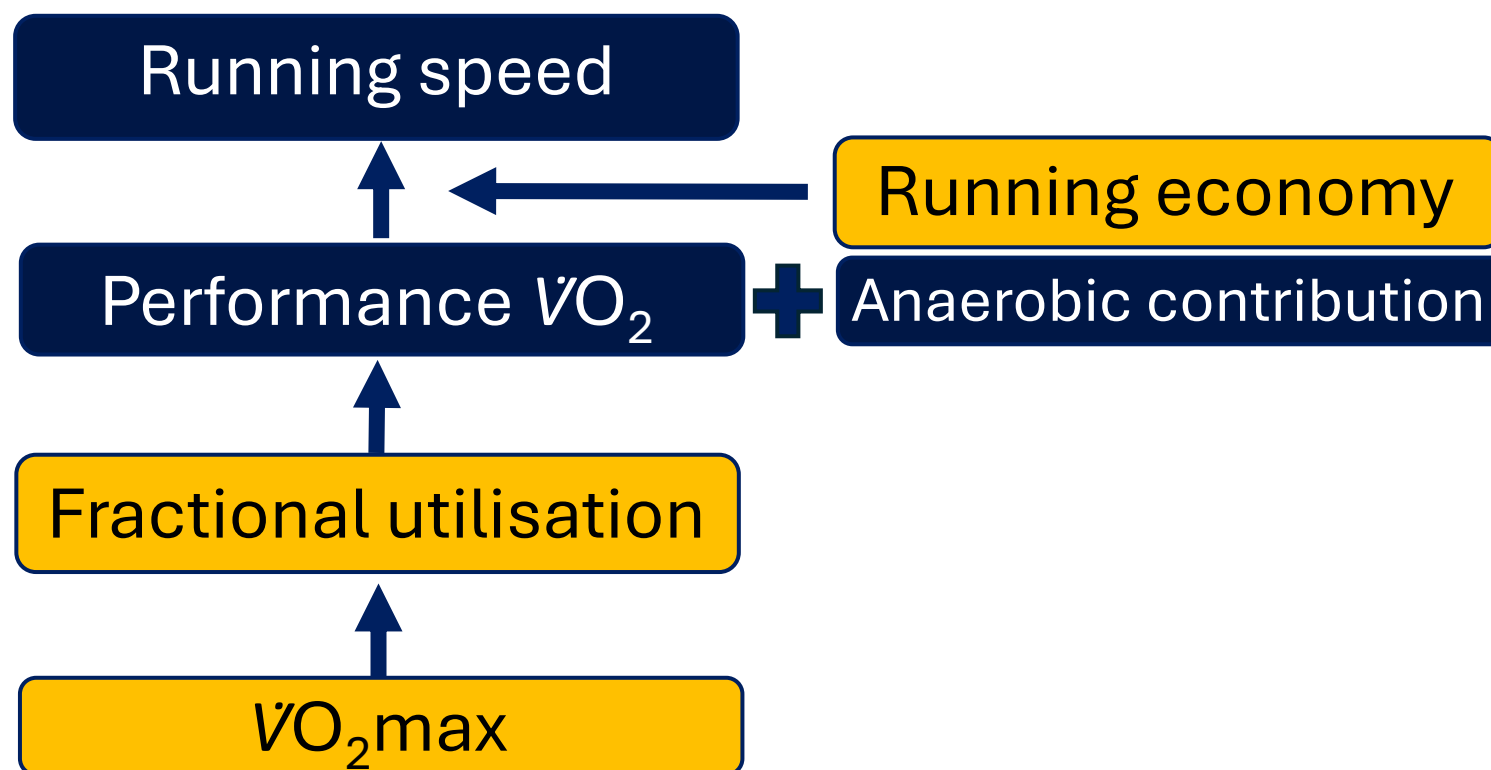 Running speed
Running economy
Performance V̇O₂
Anaerobic contribution
Fractional utilisation
V̇O₂max